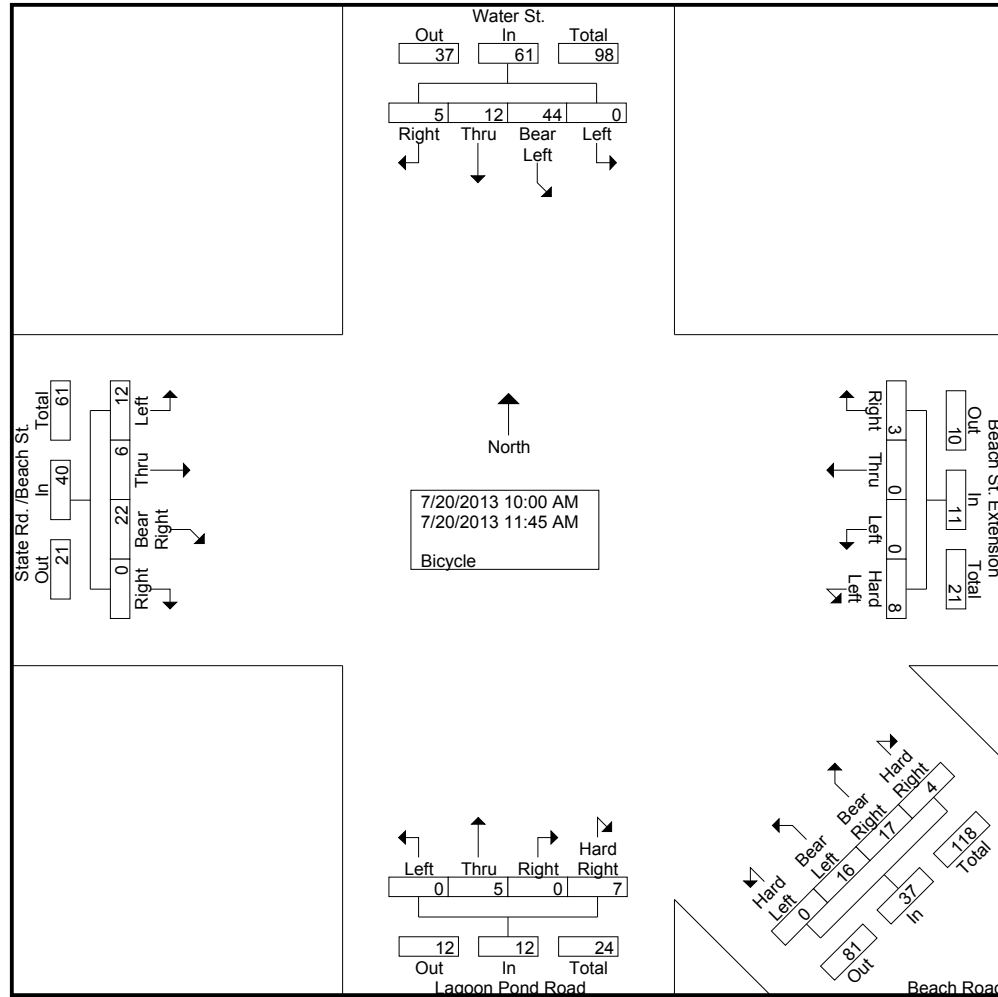 Water St.
Out In Total
37 61 98
5 12 44 0
Right Thru Bear Left Left
State Rd. /Beach St.
Total In Out
61 40 21
12 6 22 0
Left Thru Bear Right Right
North
7/20/2013 10:00 AM
7/20/2013 11:45 AM
Bicycle
Beach St. Extension
Out In Total
10 11 21
3 0 0 8
Right Thru Left Hard Left
Hard Left Bear Left Bear Right Hard Right
0 16 17 4
81 37 118
Out In Total
Beach Road
Left Thru Right Hard Right
0 5 0 7
12 12 24
Out In Total
Lagoon Pond Road